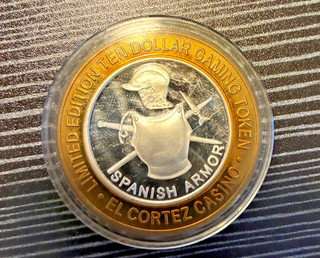 LIMITED EDITION TEN DOLLAR GAMING TOKEN
SPANISH ARMOR
• EL CORTEZ CASINO •